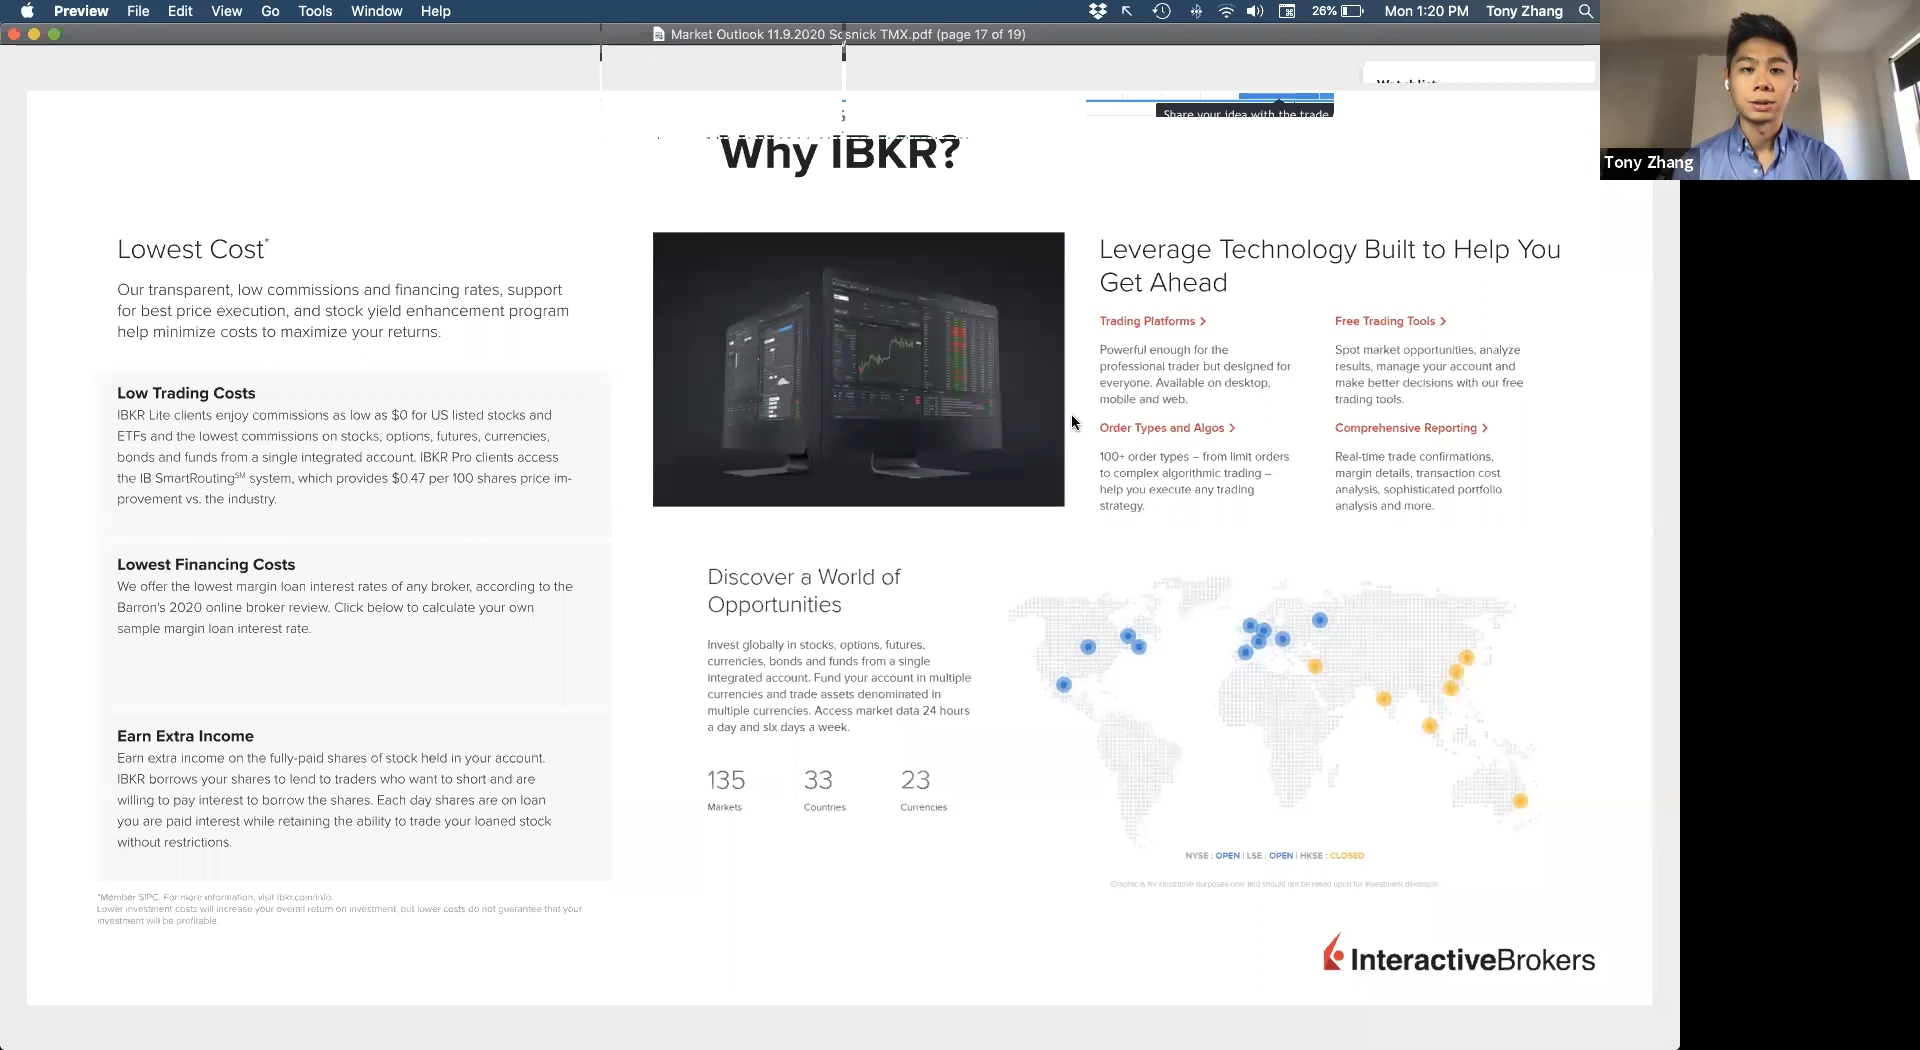 Preview File Edit View Go Tools Window Help
26% Mon 1:20 PM Tony Zhang
Market Outlook 11.9.2020 Sosnick TMX.pdf (page 17 of 19)
Share your idea with the trade
Tony Zhang
Why IBKR?
Lowest Cost*
Our transparent, low commissions and financing rates, support
for best price execution, and stock yield enhancement program
help minimize costs to maximize your returns.
Low Trading Costs
IBKR Lite clients enjoy commissions as low as $0 for US listed stocks and
ETFs and the lowest commissions on stocks, options, futures, currencies,
bonds and funds from a single integrated account. IBKR Pro clients access
the IB SmartRouting℠ system, which provides $0.47 per 100 shares price im-
provement vs. the industry.
Lowest Financing Costs
We offer the lowest margin loan interest rates of any broker, according to the
Barron's 2020 online broker review. Click below to calculate your own
sample margin loan interest rate.
Earn Extra Income
Earn extra income on the fully-paid shares of stock held in your account.
IBKR borrows your shares to lend to traders who want to short and are
willing to pay interest to borrow the shares. Each day shares are on loan
you are paid interest while retaining the ability to trade your loaned stock
without restrictions.
*Member SIPC. For more information, visit ibkr.com/info.
Lower investment costs will increase your overall return on investment, but lower costs do not guarantee that your
investment will be profitable.
Leverage Technology Built to Help You
Get Ahead
Trading Platforms >
Powerful enough for the
professional trader but designed for
everyone. Available on desktop,
mobile and web.
Free Trading Tools >
Spot market opportunities, analyze
results, manage your account and
make better decisions with our free
trading tools.
Order Types and Algos >
100+ order types – from limit orders
to complex algorithmic trading –
help you execute any trading
strategy.
Comprehensive Reporting >
Real-time trade confirmations,
margin details, transaction cost
analysis, sophisticated portfolio
analysis and more.
Discover a World of
Opportunities
Invest globally in stocks, options, futures,
currencies, bonds and funds from a single
integrated account. Fund your account in multiple
currencies and trade assets denominated in
multiple currencies. Access market data 24 hours
a day and six days a week.
135 33 23
Markets Countries Currencies
NYSE : OPEN | LSE : OPEN | HKSE : CLOSED
Graphic is for illustrative purposes only and should not be relied upon for investment decisions
InteractiveBrokers